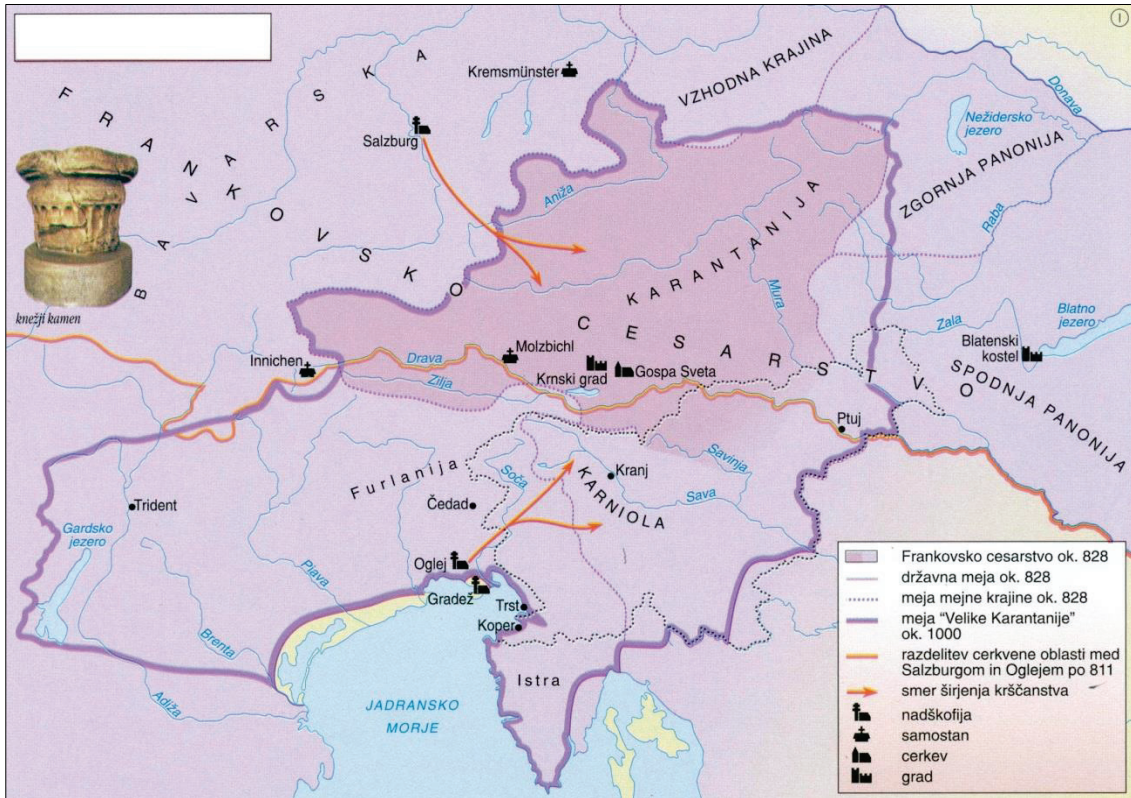 I
FRANKOVSKO CESARSTVO
BAVARSKA
Kremsmünster
VZHODNA KRAJINA
Donava
Salzburg
Nežidersko
jezero
ZGORNJA PANONIJA
Aniža
Raba
KARANTANIJA
Mura
knežji kamen
Blatno
jezero
Zala
Blatenski
kostel
Innichen
Drava
Molzbichl
Krnski grad
Gospa Sveta
Zilja
SPODNJA PANONIJA
Ptuj
Furlanija
Soča
Kranj
Savinja
KARNIOLA
Sava
Trident
Čedad
Gardsko
jezero
Oglej
Plava
Gradež
Trst
Koper
Brenta
Istra
Adiža
JADRANSKO
MORJE
Frankovsko cesarstvo ok. 828
državna meja ok. 828
meja mejne krajine ok. 828
meja "Velike Karantanije"
ok. 1000
razdelitev cerkvene oblasti med
Salzburgom in Oglejem po 811
smer širjenja krščanstva
nadškofija
samostan
cerkev
grad